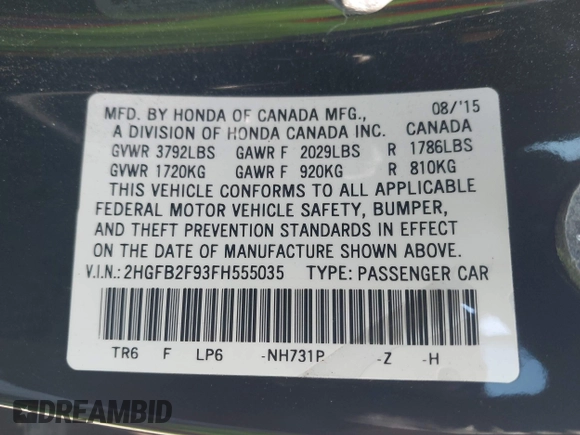 MFD. BY HONDA OF CANADA MFG., 08/'15
A DIVISION OF HONDA CANADA INC. CANADA
GVWR 3792LBS GAWR F 2029LBS R 1786LBS
GVWR 1720KG GAWR F 920KG R 810KG
THIS VEHICLE CONFORMS TO ALL APPLICABLE
FEDERAL MOTOR VEHICLE SAFETY, BUMPER,
AND THEFT PREVENTION STANDARDS IN EFFECT
ON THE DATE OF MANUFACTURE SHOWN ABOVE.
V.I.N.: 2HGFB2F93FH555035 TYPE: PASSENGER CAR
TR6 F LP6 -NH731P -Z -H
DREAMBID